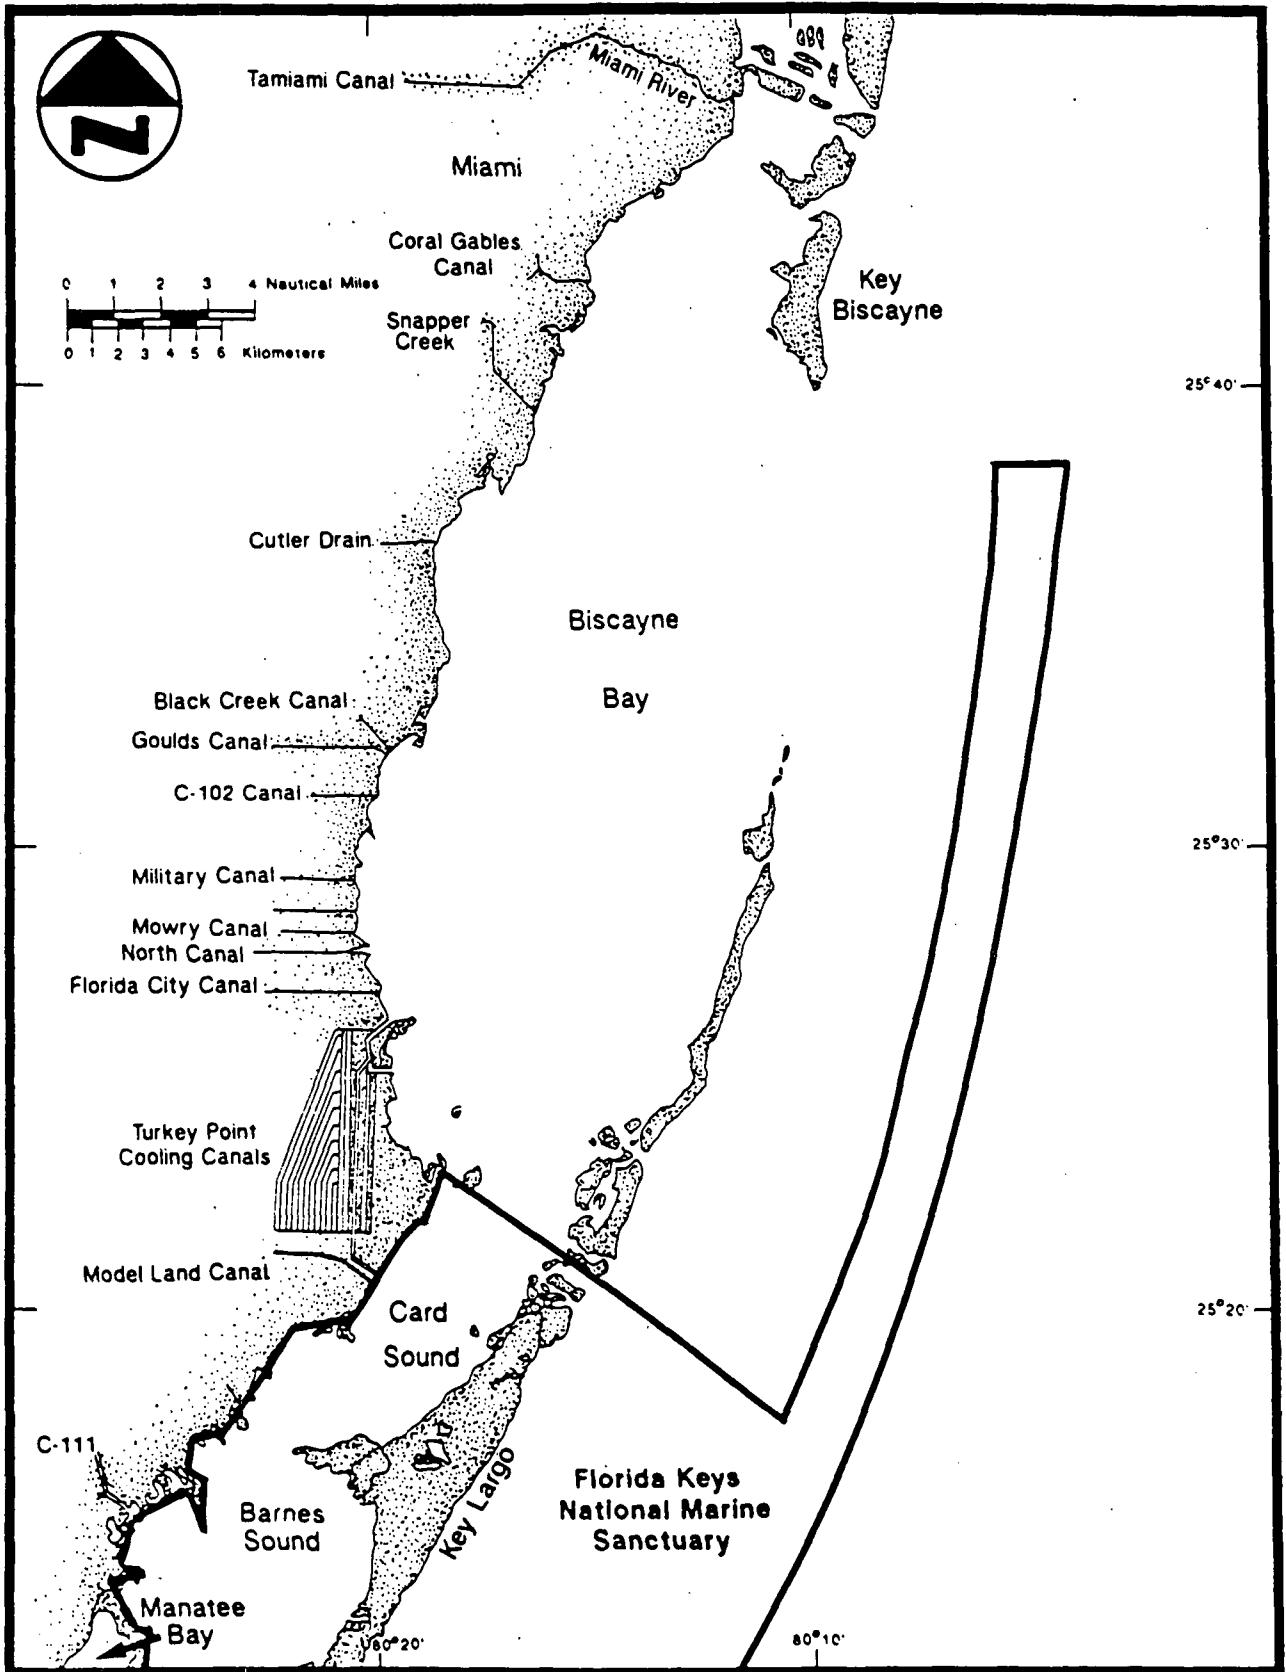 Tamiami Canal
Miami River
N
Miami
Coral Gables
Canal
0 1 2 3 4 Nautical Miles
Key
Biscayne
Snapper
Creek
0 1 2 3 4 5 6 Kilometers
25° 40'
Cutler Drain
Biscayne
Bay
Black Creek Canal
Goulds Canal
C-102 Canal
25° 30'
Military Canal
Mowry Canal
North Canal
Florida City Canal
Turkey Point
Cooling Canals
Model Land Canal
25° 20'
Card
Sound
C-111
Key Largo
Florida Keys
National Marine
Sanctuary
Barnes
Sound
Manatee
Bay
80° 20'
80° 10'